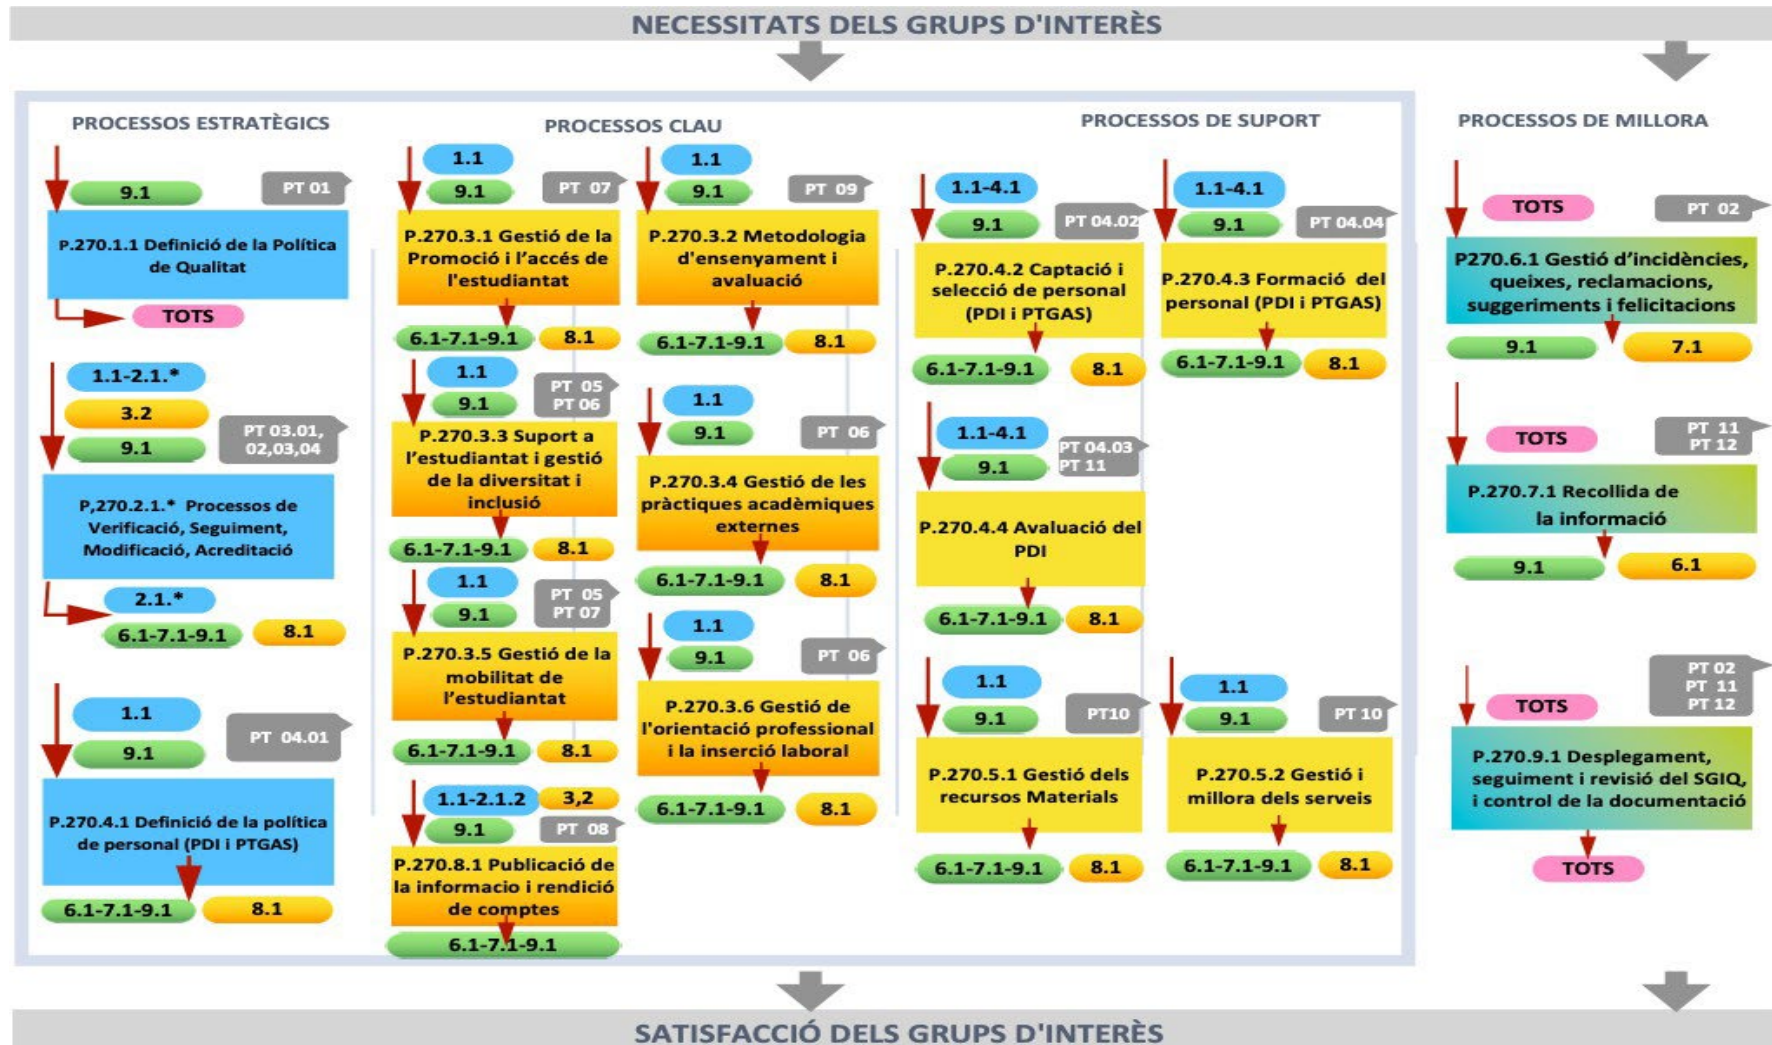 NECESSITATS DELS GRUPS D'INTERÈS
PROCESSOS ESTRATÈGICS
9.1
PT 01
P.270.1.1 Definició de la Política
de Qualitat
TOTS
1.1-2.1.*
3.2
9.1
PT 03.01,
02,03,04
P,270.2.1.* Processos de
Verificació, Seguiment,
Modificació, Acreditació
2.1.*
6.1-7.1-9.1
8.1
1.1
9.1
PT 04.01
P.270.4.1 Definició de la política
de personal (PDI i PTGAS)
6.1-7.1-9.1
8.1
PROCESSOS CLAU
1.1
9.1
PT 07
P.270.3.1 Gestió de la
Promoció i l’accés de
l'estudiantat
6.1-7.1-9.1
8.1
1.1
9.1
PT 09
P.270.3.2 Metodologia
d'ensenyament i
avaluació
6.1-7.1-9.1
8.1
1.1
9.1
PT 05
PT 06
P.270.3.3 Suport a
l’estudiantat i gestió
de la diversitat i
inclusió
6.1-7.1-9.1
8.1
1.1
9.1
PT 06
P.270.3.4 Gestió de les
pràctiques acadèmiques
externes
6.1-7.1-9.1
8.1
1.1
9.1
PT 05
PT 07
P.270.3.5 Gestió de la
mobilitat de
l’estudiantat
6.1-7.1-9.1
8.1
1.1
9.1
PT 06
P.270.3.6 Gestió de
l'orientació professional
i la inserció laboral
6.1-7.1-9.1
8.1
1.1-2.1.2
3,2
9.1
PT 08
P.270.8.1 Publicació de
la informacio i rendició
de comptes
6.1-7.1-9.1
PROCESSOS DE SUPORT
1.1-4.1
9.1
PT 04.02
P.270.4.2 Captació i
selecció de personal
(PDI i PTGAS)
6.1-7.1-9.1
8.1
1.1-4.1
9.1
PT 04.04
P.270.4.3 Formació del
personal (PDI i PTGAS)
6.1-7.1-9.1
8.1
1.1-4.1
9.1
PT 04.03
PT 11
P.270.4.4 Avaluació del
PDI
6.1-7.1-9.1
8.1
1.1
9.1
PT10
P.270.5.1 Gestió dels
recursos Materials
6.1-7.1-9.1
8.1
1.1
9.1
PT 10
P.270.5.2 Gestió i
millora dels serveis
6.1-7.1-9.1
8.1
PROCESSOS DE MILLORA
TOTS
PT 02
P270.6.1 Gestió d’incidències,
queixes, reclamacions,
suggeriments i felicitacions
9.1
7.1
TOTS
PT 11
PT 12
P.270.7.1 Recollida de
la informació
9.1
6.1
TOTS
PT 02
PT 11
PT 12
P.270.9.1 Desplegament,
seguiment i revisió del SGIQ,
i control de la documentació
TOTS
SATISFACCIÓ DELS GRUPS D'INTERÈS